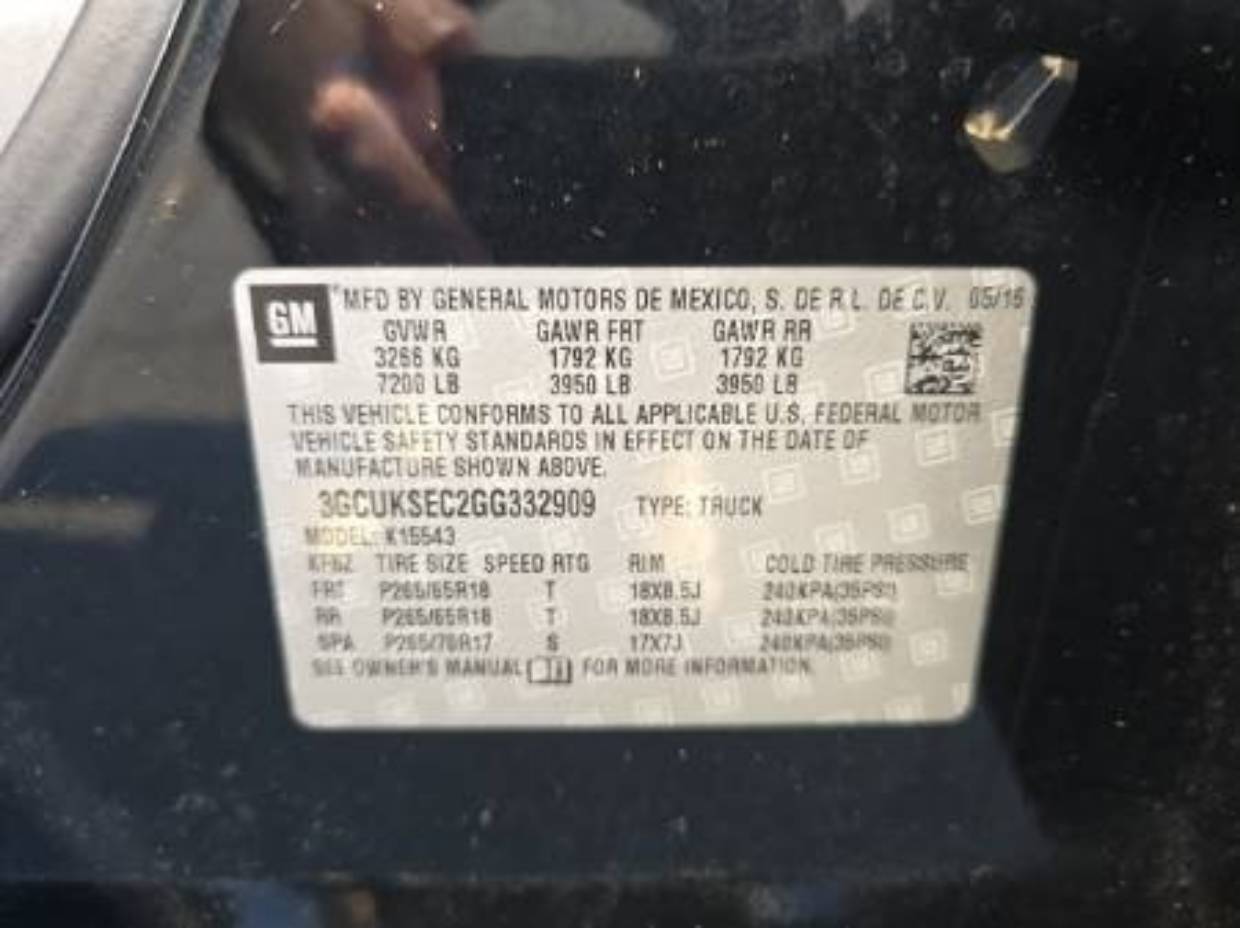 GM MFD BY GENERAL MOTORS DE MEXICO, S. DE R.L. DE C.V. 05/16
GVWR GAWR FRT GAWR RR
3266 KG 1792 KG 1792 KG
7200 LB 3950 LB 3950 LB
THIS VEHICLE CONFORMS TO ALL APPLICABLE U.S. FEDERAL MOTOR
VEHICLE SAFETY STANDARDS IN EFFECT ON THE DATE OF
MANUFACTURE SHOWN ABOVE.
3GCUKSEC2GG332909 TYPE: TRUCK
MODEL: K15543
TIRE SIZE SPEED RTG RIM COLD TIRE PRESSURE
FRT P265/65R18 T 18X8.5J 240KPA(35PSI)
RR P265/65R18 T 18X8.5J 240KPA(35PSI)
SPA P265/70R17 S 17X7J 240KPA(35PSI)
SEE OWNER'S MANUAL FOR MORE INFORMATION.